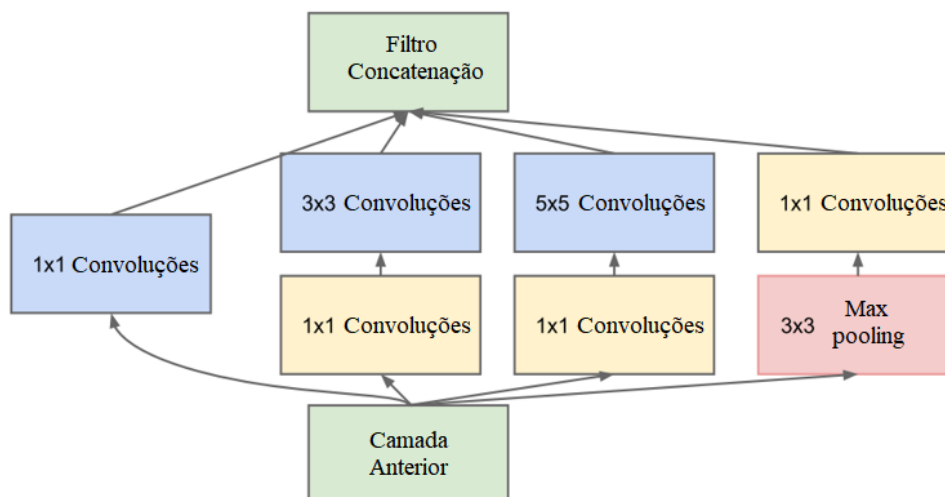 Filtro
Concatenação
3x3 Convoluções
5x5 Convoluções
1x1 Convoluções
1x1 Convoluções
1x1 Convoluções
1x1 Convoluções
3x3 Max
pooling
Camada
Anterior